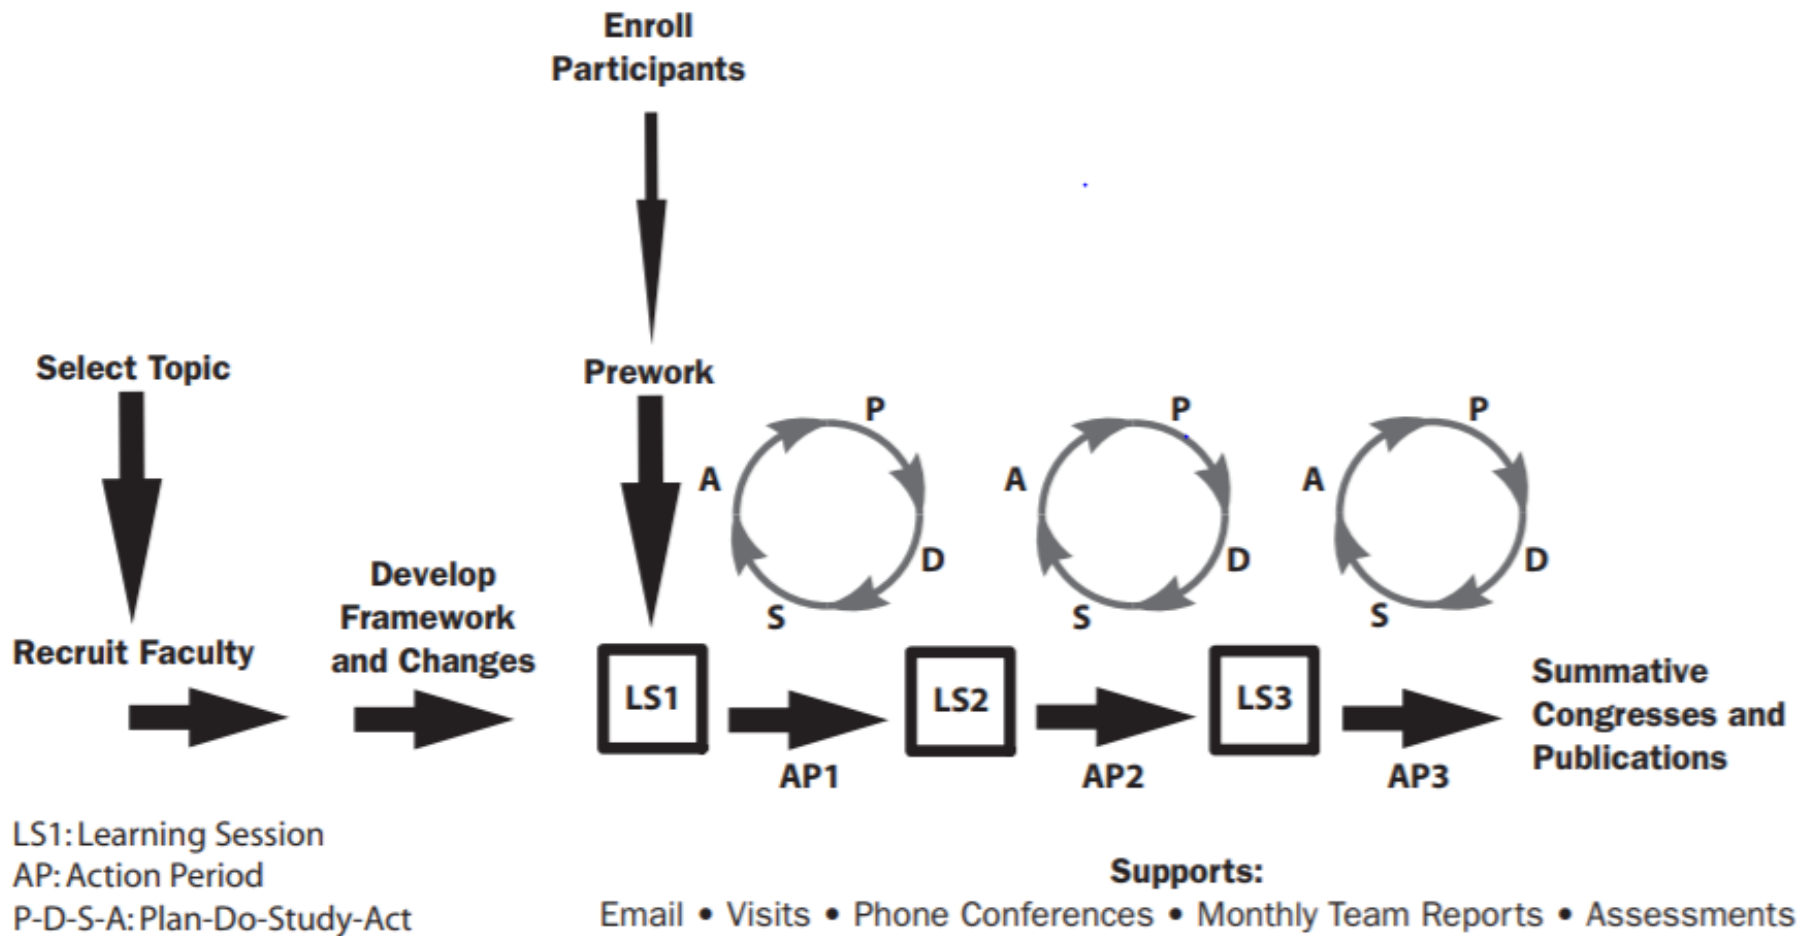 Enroll
Participants
Select Topic
Prework
P
A
D
S
P
A
D
S
P
A
D
S
Recruit Faculty
Develop
Framework
and Changes
LS1
AP1
LS2
AP2
LS3
AP3
Summative
Congresses and
Publications
LS1: Learning Session
AP: Action Period
P-D-S-A: Plan-Do-Study-Act
Supports:
Email • Visits • Phone Conferences • Monthly Team Reports • Assessments